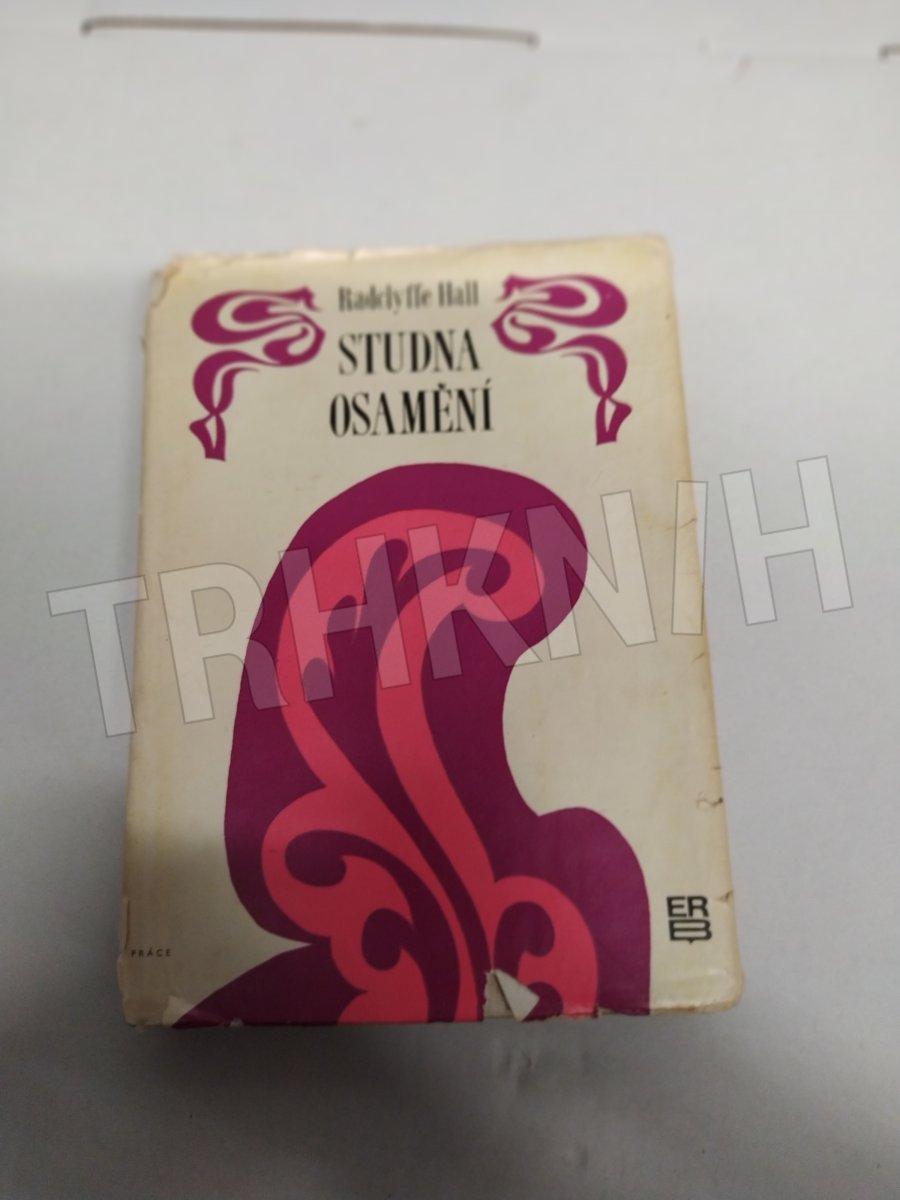 Radclyffe Hall
STUDNA
OSAMĚNÍ
TRHKNIH
ER
B
PRÁCE